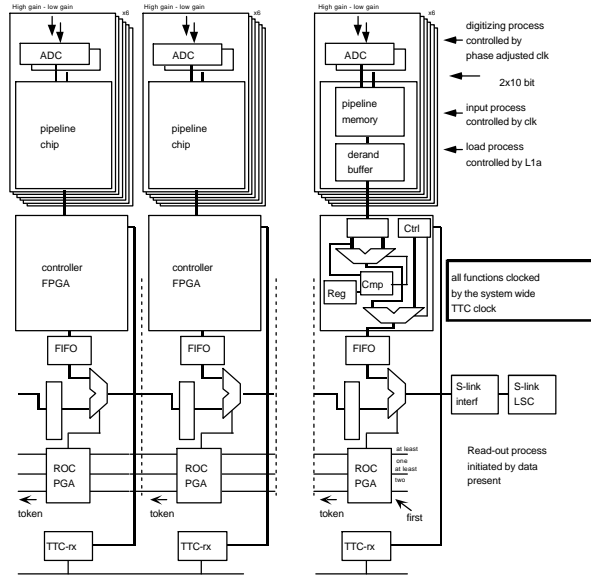 High gain - low gain
x6
High gain - low gain
x6
High gain - low gain
x6
digitizing process
controlled by
phase adjusted clk
ADC
ADC
ADC
2x10 bit
pipeline
chip
pipeline
chip
pipeline
memory
input process
controlled by clk
derand
buffer
load process
controlled by L1a
controller
FPGA
controller
FPGA
Ctrl
Cmp
Reg
all functions clocked
by the system wide
TTC clock
FIFO
FIFO
FIFO
S-link
interf
S-link
LSC
ROC
PGA
ROC
PGA
ROC
PGA
at least
one
at least
two
Read-out process
initiated by data
present
token
token
token
first
TTC-rx
TTC-rx
TTC-rx